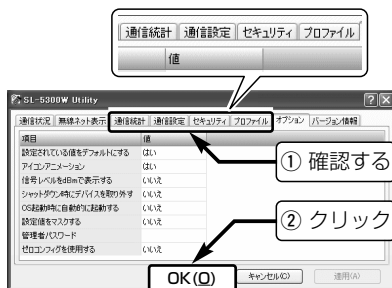 通信統計 通信設定 セキュリティ プロファイル
値
SL-5300W Utility
通信状況 無線ネット表示 通信統計 通信設定 セキュリティ プロファイル オプション バージョン情報
項目 値
設定されている値をデフォルトにする はい
アイコンアニメーション はい
信号レベルをdBmで表示する いいえ
シャットダウン時にデバイスを取り外す いいえ
OS起動時に自動的に起動する いいえ
設定値をマスクする いいえ
管理者パスワード
ゼロコンフィグを使用する いいえ
① 確認する
② クリック
OK(O) キャンセル(C) 適用(A)